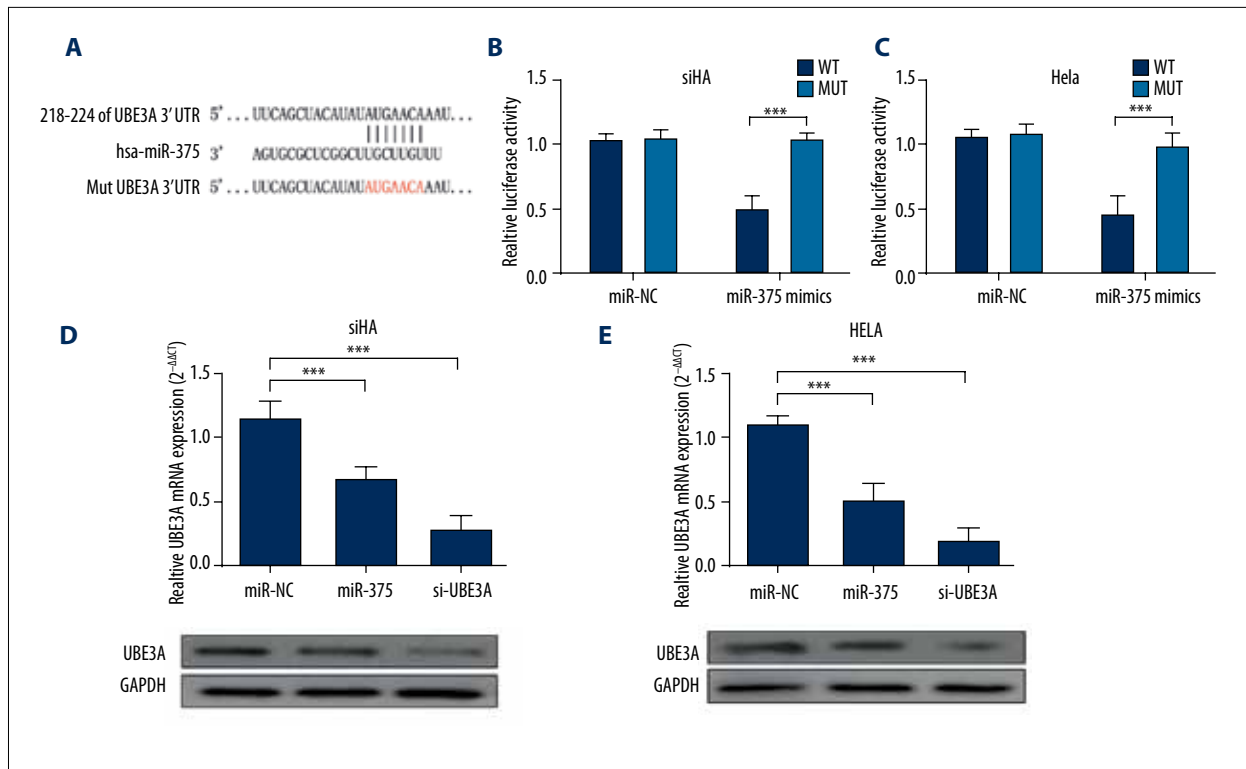 A
218-224 of UBE3A 3' UTR 5' ... UUCAGCUACAUAUAUGAACAAAU...
hsa-miR-375 3' AGUGCGCUCGGCUUGCUUGUUU
Mut UBE3A 3'UTR 5' ... UUCAGCUACAUAUAUGAACAAAU...
B
siHA
WT
MUT
Realtive luciferase activity
1.5
1.0
0.5
0.0
***
miR-NC
miR-375 mimics
C
Hela
WT
MUT
Realtive luciferase activity
1.5
1.0
0.5
0.0
***
miR-NC
miR-375 mimics
D
siHA
Realtive UBE3A mRNA expression (2⁻ΔΔCT)
1.5
1.0
0.5
0.0
***
***
miR-NC
miR-375
si-UBE3A
UBE3A
GAPDH
E
HELA
Realtive UBE3A mRNA expression (2⁻ΔΔCT)
1.5
1.0
0.5
0.0
***
***
miR-NC
miR-375
si-UBE3A
UBE3A
GAPDH